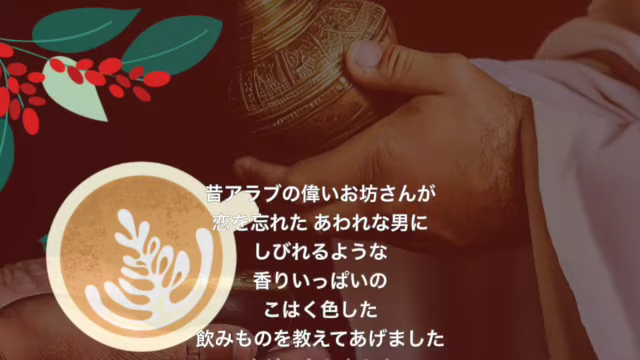 昔アラブの偉いお坊さんが
恋を忘れた あわれな男に
しびれるような
香りいっぱいの
こはく色した
飲みものを教えてあげました